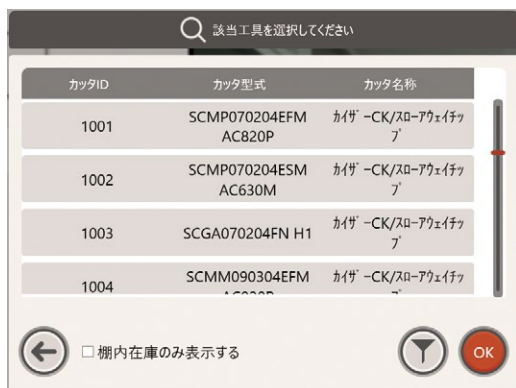 該当工具を選択してください
カッタID カッタ型式 カッタ名称
1001 SCMP070204EFM ｶｲｻﾞｰCK/ｽﾛｰｱｳｪｲﾁｯ
AC820P ﾌﾟ
1002 SCMP070204ESM ｶｲｻﾞｰCK/ｽﾛｰｱｳｪｲﾁｯ
AC630M ﾌﾟ
1003 SCGA070204FN H1 ｶｲｻﾞｰCK/ｽﾛｰｱｳｪｲﾁｯ
ﾌﾟ
1004 SCMM090304EFM ｶｲｻﾞｰCK/ｽﾛｰｱｳｪｲﾁｯ
棚内在庫のみ表示する
OK